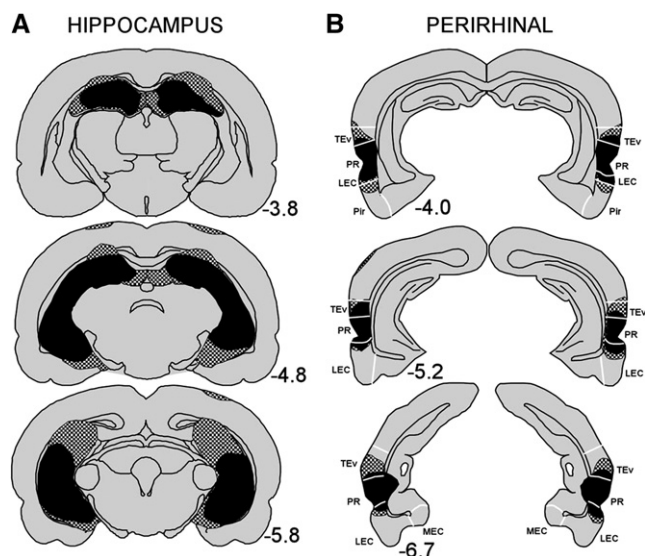 A HIPPOCAMPUS
-3.8
-4.8
-5.8
B PERIRHINAL
TEv TEv
PR PR
LEC LEC
Pir Pir
-4.0
TEv TEv
PR PR
LEC LEC
-5.2
TEv TEv
PR PR
MEC MEC
LEC LEC
-6.7